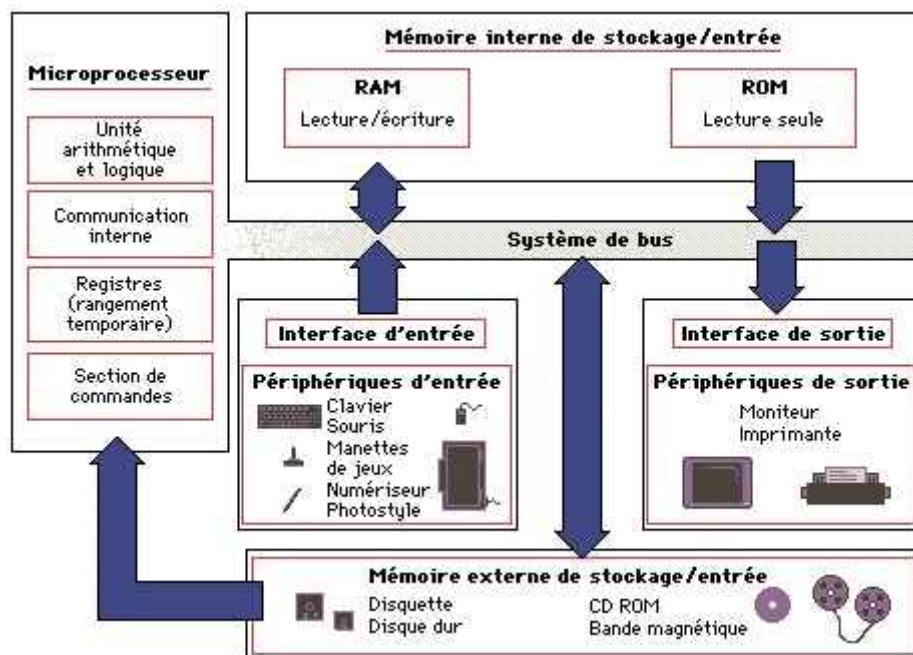 Microprocesseur
Unité
arithmétique
et logique
Communication
interne
Registres
(rangement
temporaire)
Section de
commandes
Mémoire interne de stockage/entrée
RAM
Lecture/écriture
ROM
Lecture seule
Système de bus
Interface d'entrée
Périphériques d'entrée
Clavier
Souris
Manettes
de jeux
Numériseur
Photostyle
Interface de sortie
Périphériques de sortie
Moniteur
Imprimante
Mémoire externe de stockage/entrée
Disquette
Disque dur
CD ROM
Bande magnétique